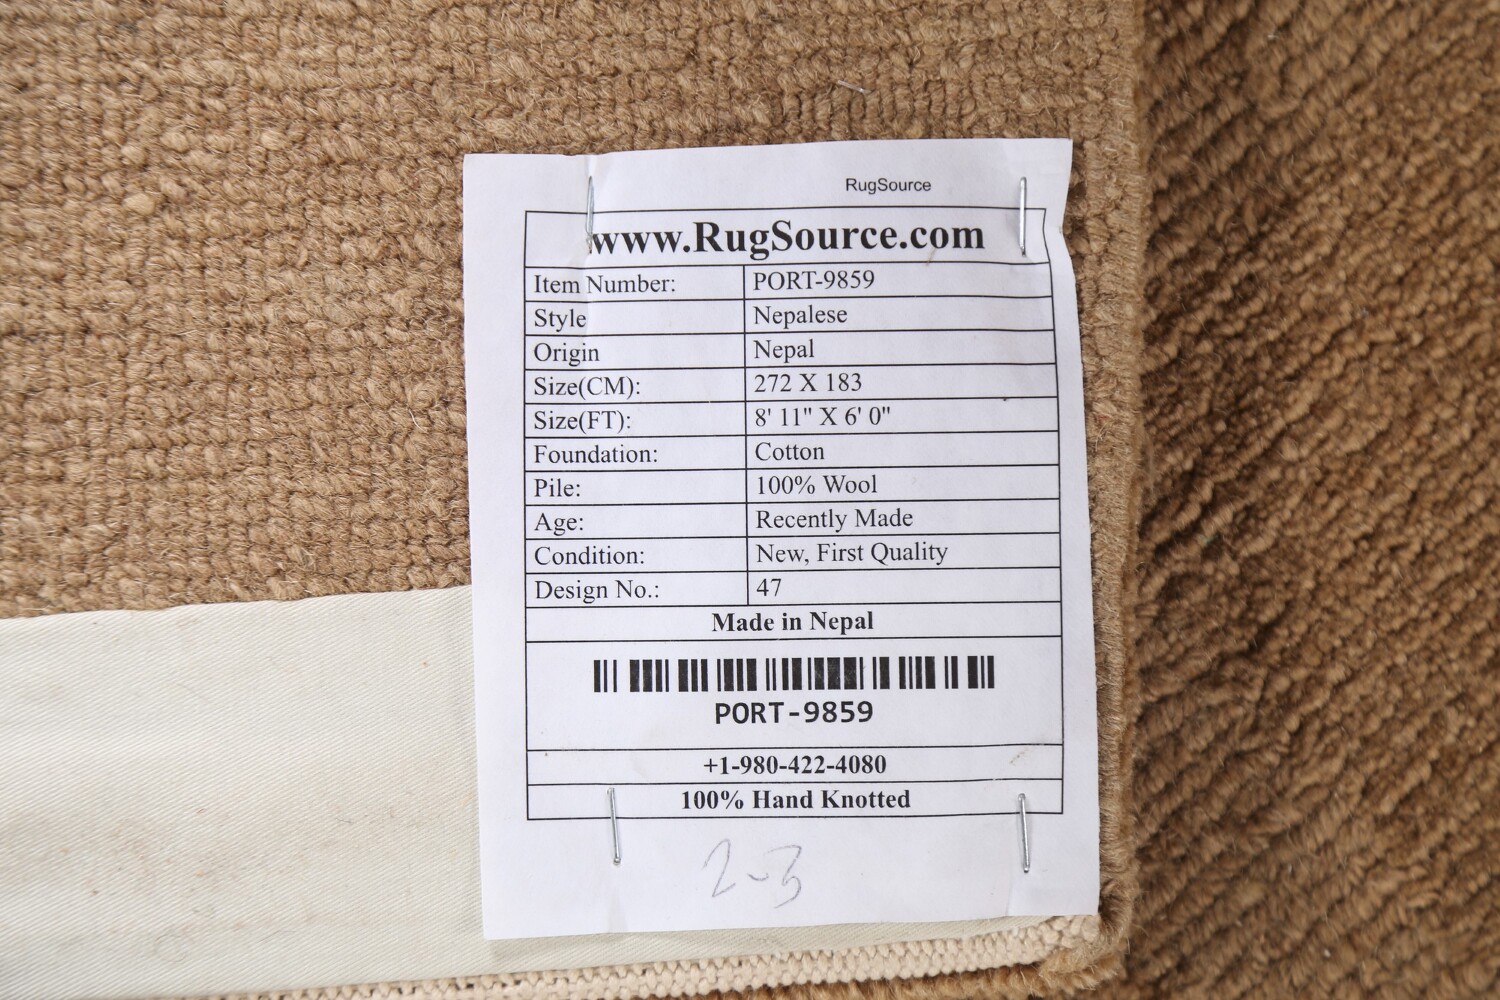 RugSource
www.RugSource.com
Item Number: PORT-9859
Style Nepalese
Origin Nepal
Size(CM): 272 X 183
Size(FT): 8' 11" X 6' 0"
Foundation: Cotton
Pile: 100% Wool
Age: Recently Made
Condition: New, First Quality
Design No.: 47
Made in Nepal
PORT-9859
+1-980-422-4080
100% Hand Knotted
2-3